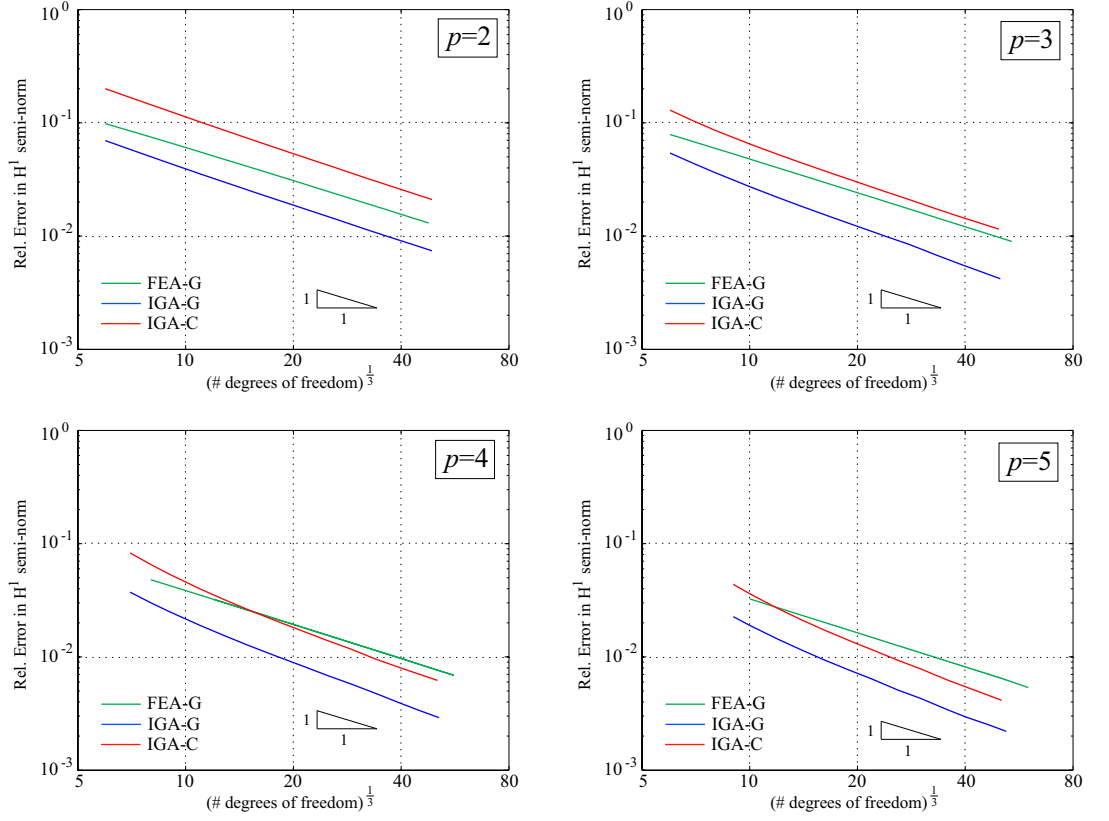 p=2
Rel. Error in H^1 semi-norm
10^0
10^-1
10^-2
10^-3
FEA-G
IGA-G
IGA-C
1
1
5 10 20 40 80
(# degrees of freedom)^1/3
p=3
Rel. Error in H^1 semi-norm
10^0
10^-1
10^-2
10^-3
FEA-G
IGA-G
IGA-C
1
1
5 10 20 40 80
(# degrees of freedom)^1/3
p=4
Rel. Error in H^1 semi-norm
10^0
10^-1
10^-2
10^-3
FEA-G
IGA-G
IGA-C
1
1
5 10 20 40 80
(# degrees of freedom)^1/3
p=5
Rel. Error in H^1 semi-norm
10^0
10^-1
10^-2
10^-3
FEA-G
IGA-G
IGA-C
1
1
5 10 20 40 80
(# degrees of freedom)^1/3